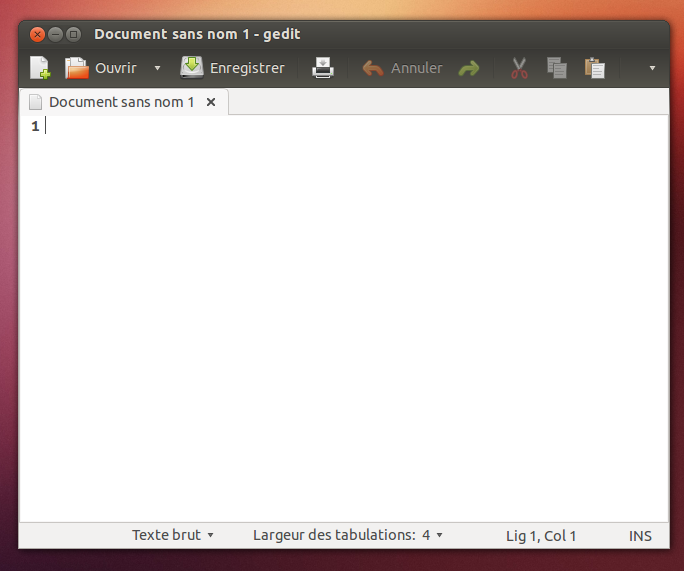 Document sans nom 1 - gedit
Ouvrir Enregistrer Annuler
Document sans nom 1
1
Texte brut Largeur des tabulations: 4 Lig 1, Col 1 INS